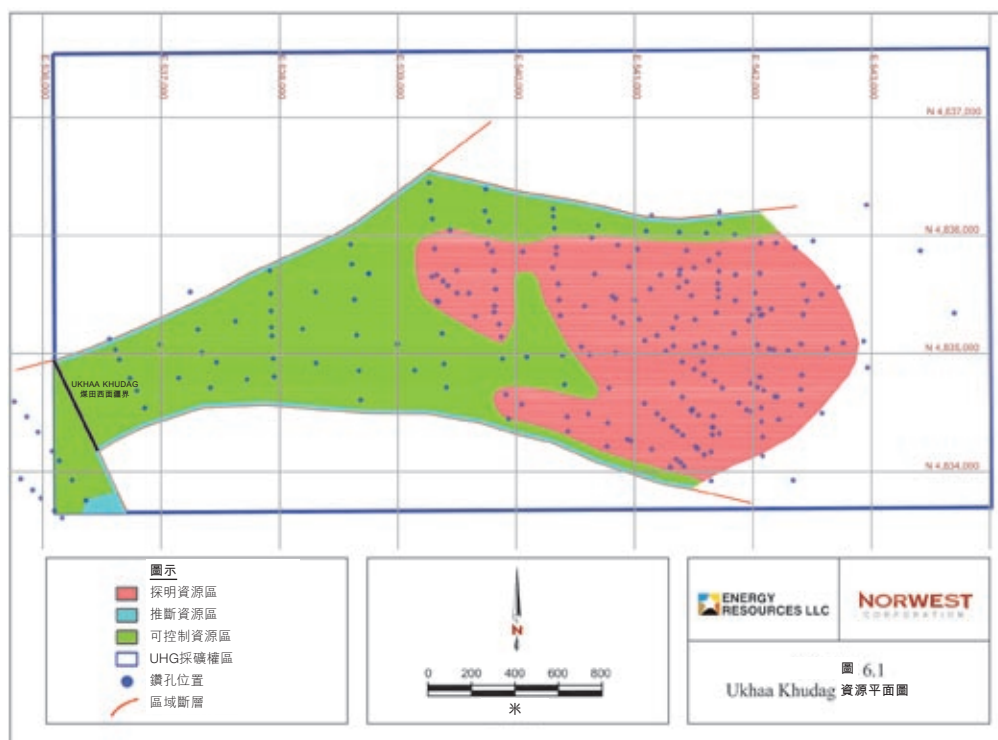 E 536,000
E 537,000
E 538,000
E 539,000
E 540,000
E 541,000
E 542,000
E 543,000
N 4,837,000
N 4,836,000
N 4,835,000
N 4,834,000
UKHAA KHUDAG
煤田西面疆界
圖示
探明資源區
推斷資源區
可控制資源區
UHG採礦權區
鑽孔位置
區域斷層
N
0 200 400 600 800
米
ENERGY
RESOURCES LLC
NORWEST
CORPORATION
圖 6.1
Ukhaa Khudag 資源平面圖